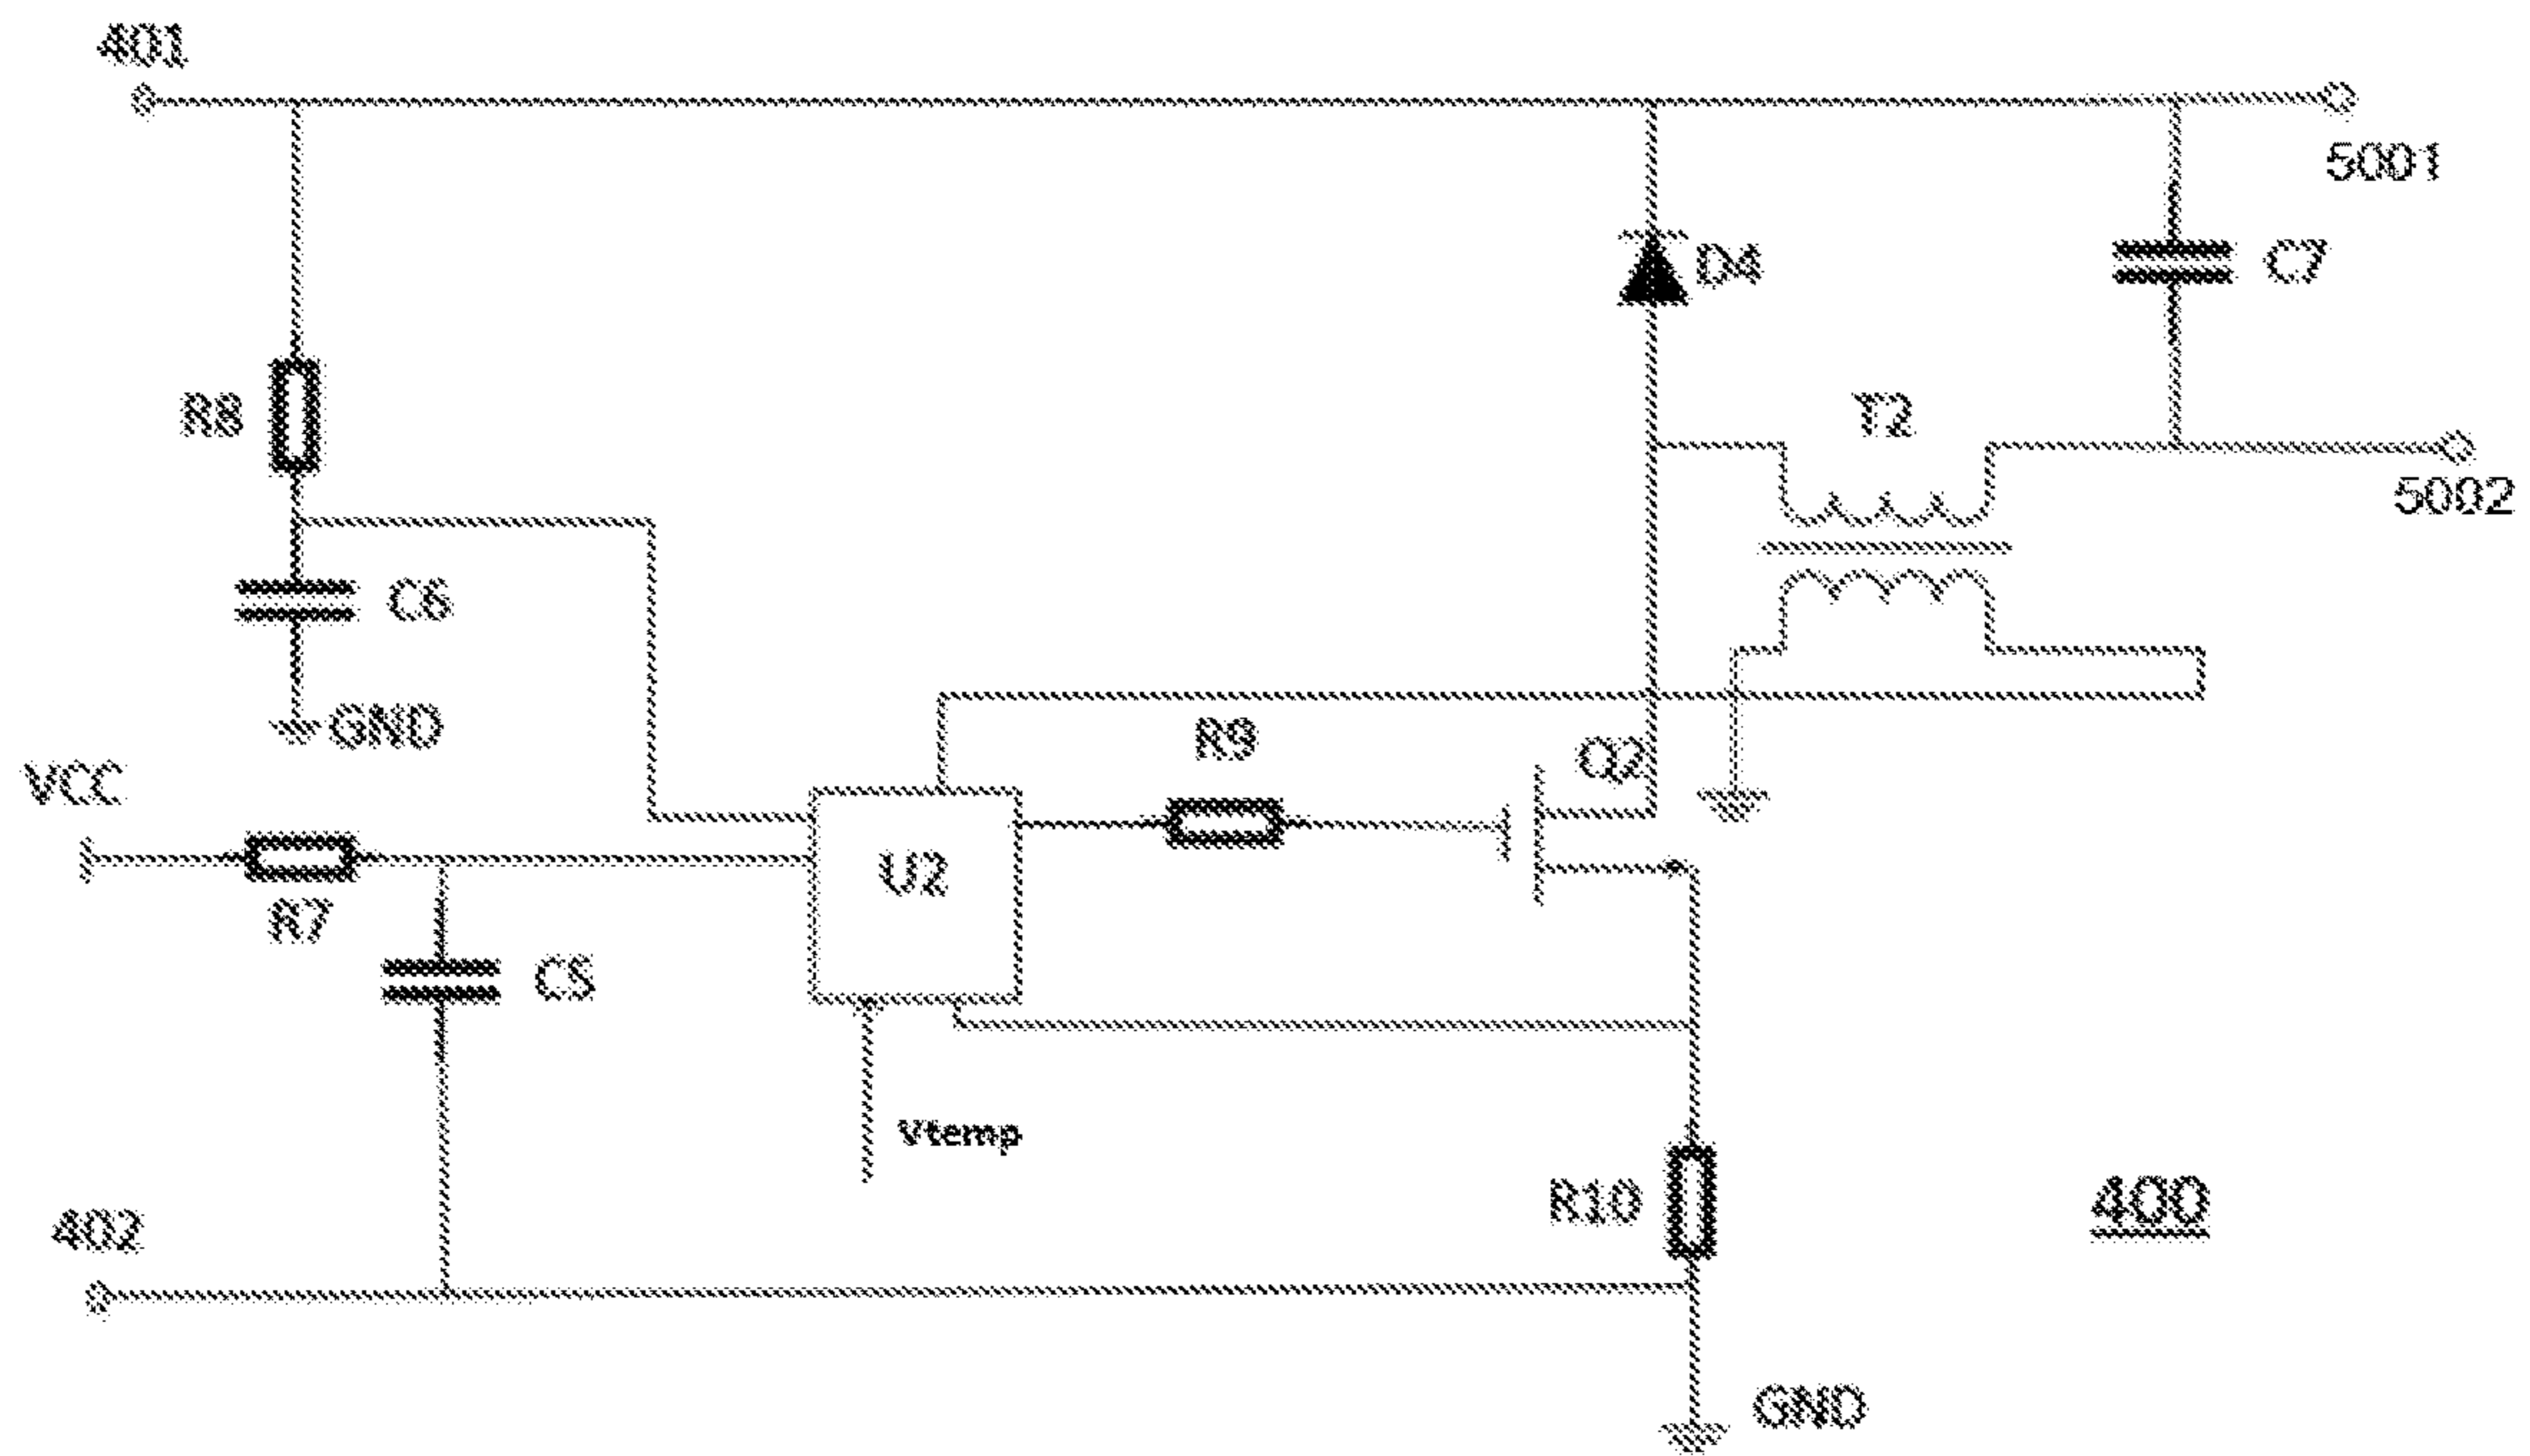 401
5001
D4
C7
R8
T2
5002
C6
GND
R9
Q2
VCC
U2
R7
C5
Vtemp
R10
400
402
GND